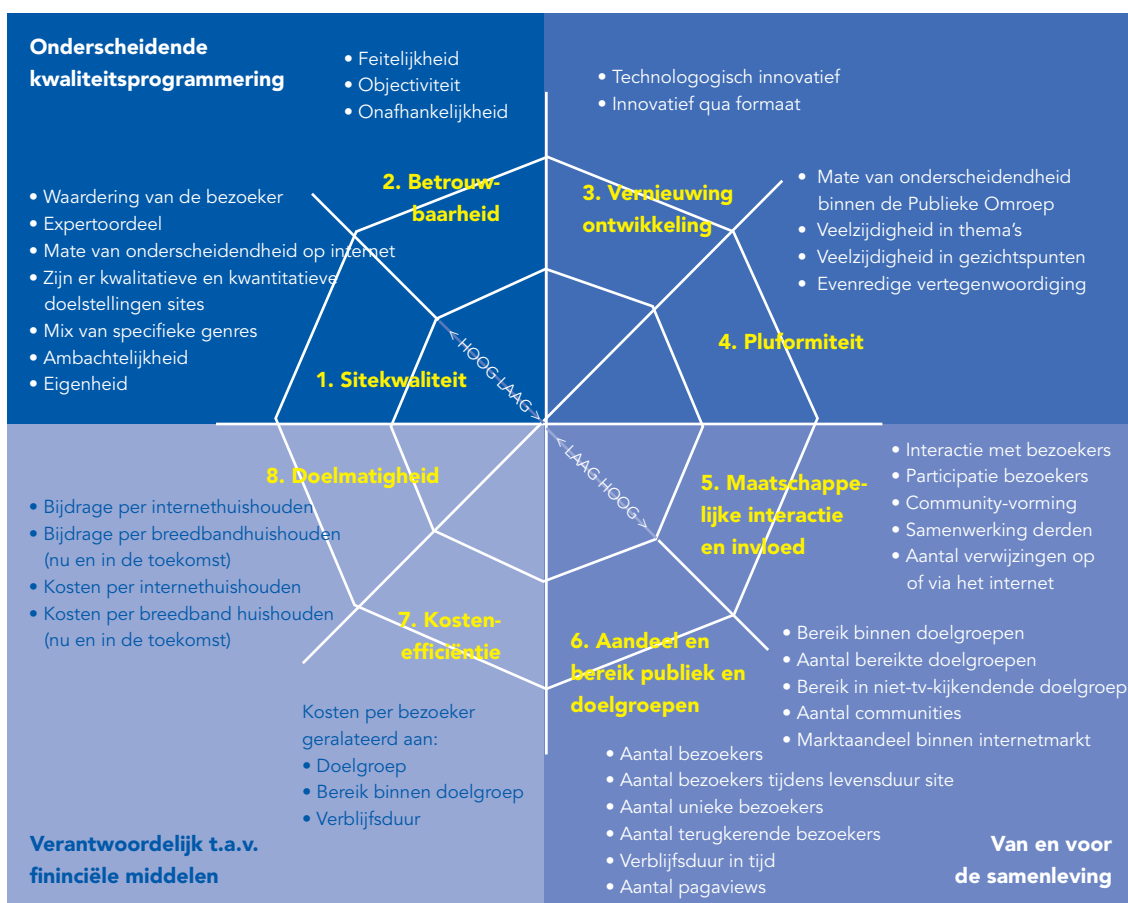 Onderscheidende
kwaliteitsprogrammering
• Feitelijkheid
• Objectiviteit
• Onafhankelijkheid
• Technologogisch innovatief
• Innovatief qua formaat
2. Betrouw-
baarheid
3. Vernieuwing
ontwikkeling
• Waardering van de bezoeker
• Expertoordeel
• Mate van onderscheidendheid op internet
• Zijn er kwalitatieve en kwantitatieve
doelstellingen sites
• Mix van specifieke genres
• Ambachtelijkheid
• Eigenheid
• Mate van onderscheidendheid
binnen de Publieke Omroep
• Veelzijdigheid in thema's
• Veelzijdigheid in gezichtspunten
• Evenredige vertegenwoordiging
1. Sitekwaliteit
HOOG LAAG
4. Pluformiteit
8. Doelmatigheid
LAAG HOOG
5. Maatschappe-
lijke interactie
en invloed
• Interactie met bezoekers
• Participatie bezoekers
• Community-vorming
• Samenwerking derden
• Aantal verwijzingen op
of via het internet
• Bijdrage per internethuishouden
• Bijdrage per breedbandhuishouden
(nu en in de toekomst)
• Kosten per internethuishouden
• Kosten per breedband huishouden
(nu en in de toekomst)
7. Kosten-
efficiëntie
6. Aandeel en
bereik publiek en
doelgroepen
• Bereik binnen doelgroepen
• Aantal bereikte doelgroepen
• Bereik in niet-tv-kijkendende doelgroep
• Aantal communities
• Marktaandeel binnen internetmarkt
Kosten per bezoeker
geralateerd aan:
• Doelgroep
• Bereik binnen doelgroep
• Verblijfsduur
• Aantal bezoekers
• Aantal bezoekers tijdens levensduur site
• Aantal unieke bezoekers
• Aantal terugkerende bezoekers
• Verblijfsduur in tijd
• Aantal pagaviews
Verantwoordelijk t.a.v.
fininciële middelen
Van en voor
de samenleving